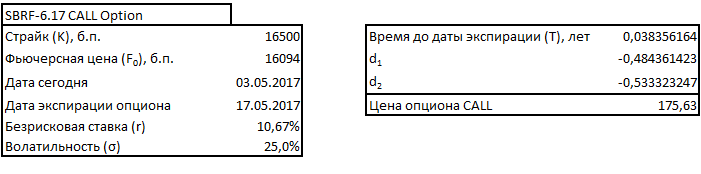 SBRF-6.17 CALL Option
Страйк (K), б.п. 16500
Фьючерсная цена (F₀), б.п. 16094
Дата сегодня 03.05.2017
Дата экспирации опциона 17.05.2017
Безрисковая ставка (r) 10,67%
Волатильность (σ) 25,0%
Время до даты экспирации (T), лет 0,038356164
d₁ -0,484361423
d₂ -0,533323247
Цена опциона CALL 175,63